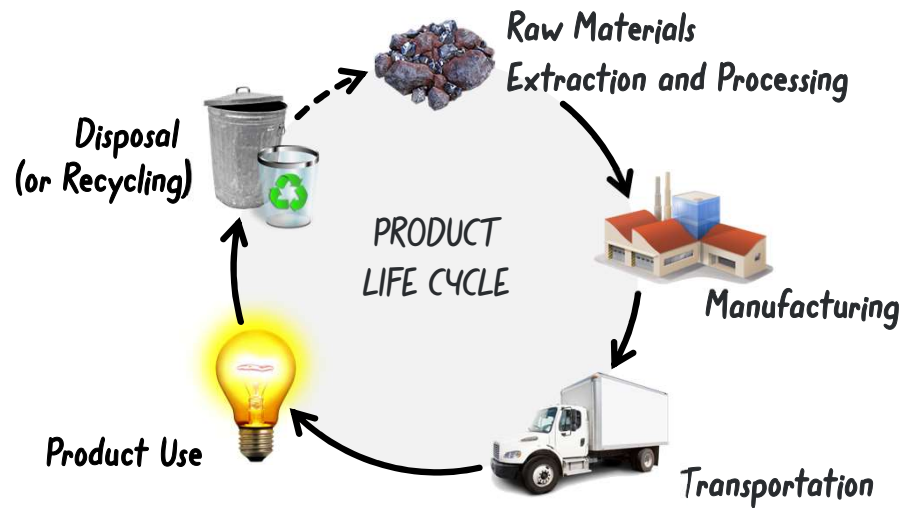 Raw Materials
Extraction and Processing
Disposal
(or Recycling)
PRODUCT
LIFE CYCLE
Manufacturing
Product Use
Transportation